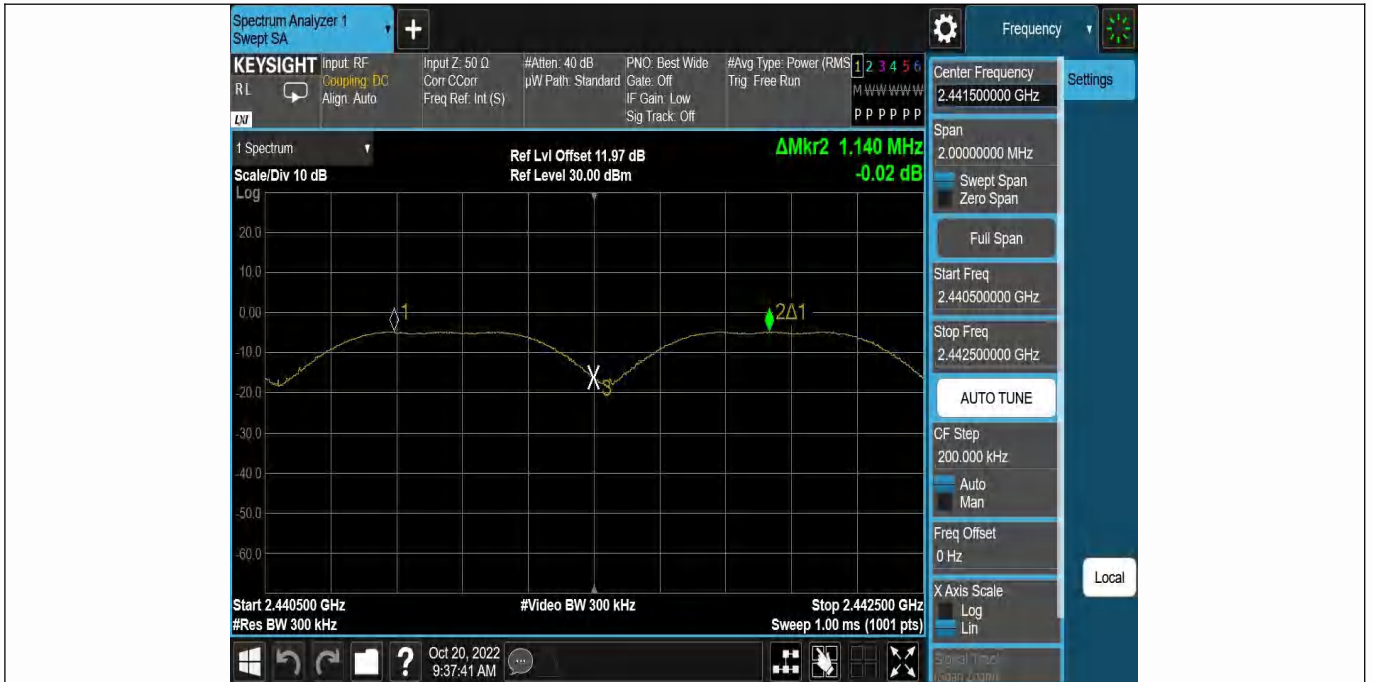 Spectrum Analyzer 1
Swept SA
+
Frequency
KEYSIGHT
RL
LXI
Input: RF
Coupling: DC
Align: Auto
Input Z: 50 Ω
Corr CCorr
Freq Ref: Int (S)
#Atten: 40 dB
µW Path: Standard
PNO: Best Wide
Gate: Off
IF Gain: Low
Sig Track: Off
#Avg Type: Power (RMS
Trig: Free Run
1 2 3 4 5 6
M W W W W W
P P P P P P
Center Frequency
2.441500000 GHz
Settings
Span
2.00000000 MHz
Swept Span
Zero Span
Full Span
Start Freq
2.440500000 GHz
Stop Freq
2.442500000 GHz
AUTO TUNE
CF Step
200.000 kHz
Auto
Man
Freq Offset
0 Hz
X Axis Scale
Log
Lin
Signal Track
(Span Zoom)
Local
1 Spectrum
Scale/Div 10 dB
Log
Ref Lvl Offset 11.97 dB
Ref Level 30.00 dBm
ΔMkr2 1.140 MHz
-0.02 dB
20.0
10.0
0.00
-10.0
-20.0
-30.0
-40.0
-50.0
-60.0
1
2Δ1
S
Start 2.440500 GHz
#Res BW 300 kHz
#Video BW 300 kHz
Stop 2.442500 GHz
Sweep 1.00 ms (1001 pts)
?
Oct 20, 2022
9:37:41 AM